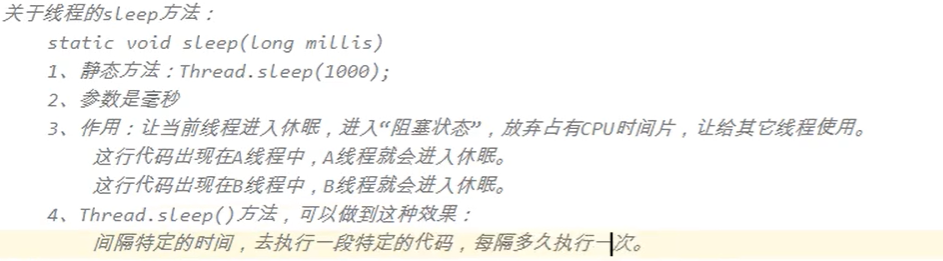 关于线程的sleep方法：
static void sleep(long millis)
1、静态方法：Thread.sleep(1000);
2、参数是毫秒
3、作用：让当前线程进入休眠，进入“阻塞状态”，放弃占有CPU时间片，让给其它线程使用。
这行代码出现在A线程中，A线程就会进入休眠。
这行代码出现在B线程中，B线程就会进入休眠。
4、Thread.sleep()方法，可以做到这种效果：
间隔特定的时间，去执行一段特定的代码，每隔多久执行一次。